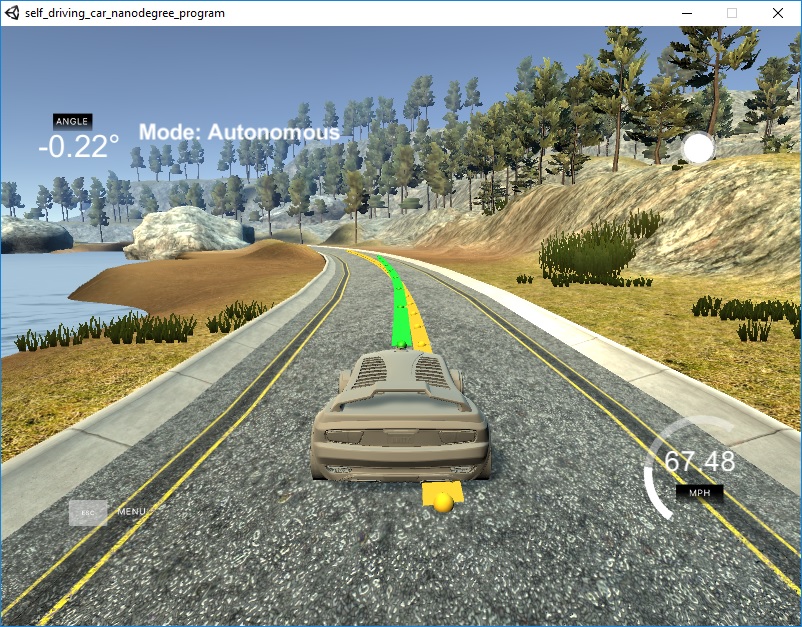 self_driving_car_nanodegree_program
ANGLE
-0.22°
Mode: Autonomous
67.48
MPH
ESC
MENU